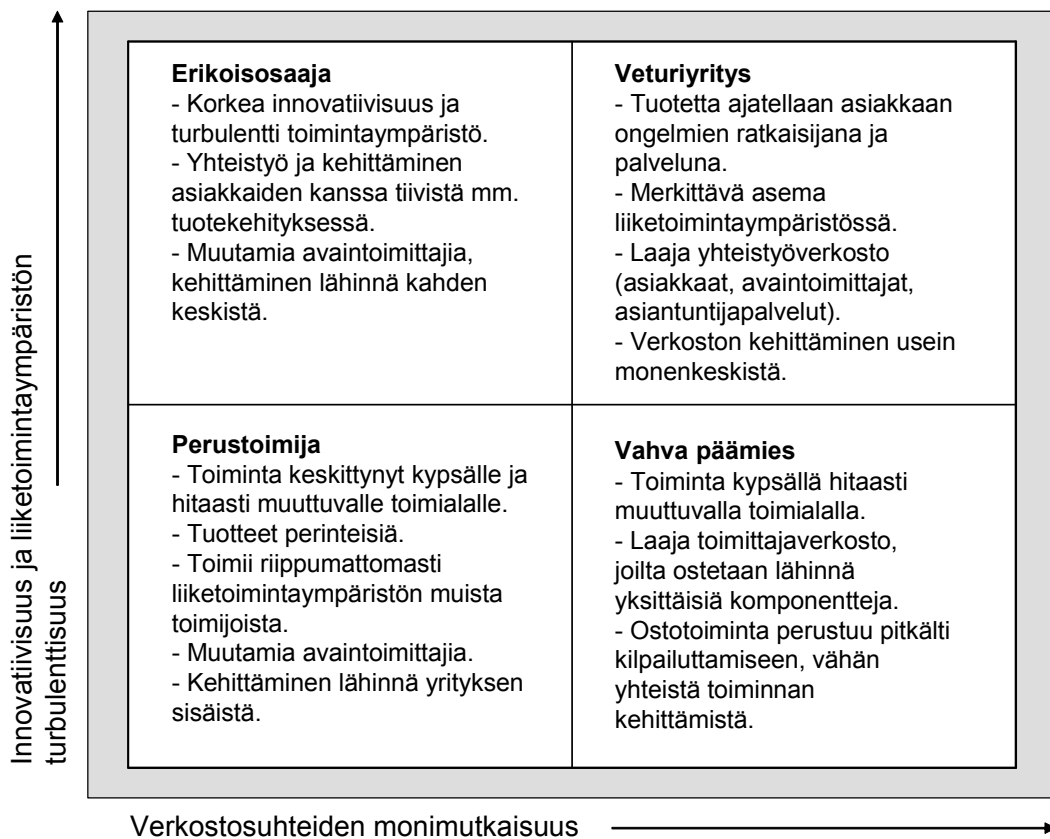 Innovatiivisuus ja liiketoimintaympäristön
turbulenttisuus
Erikoisosaaja
- Korkea innovatiivisuus ja
turbulentti toimintaympäristö.
- Yhteistyö ja kehittäminen
asiakkaiden kanssa tiivistä mm.
tuotekehityksessä.
- Muutamia avaintoimittajia,
kehittäminen lähinnä kahden
keskistä.
Veturiyritys
- Tuotetta ajatellaan asiakkaan
ongelmien ratkaisijana ja
palveluna.
- Merkittävä asema
liiketoimintaympäristössä.
- Laaja yhteistyöverkosto
(asiakkaat, avaintoimittajat,
asiantuntijapalvelut).
- Verkoston kehittäminen usein
monenkeskistä.
Perustoimija
- Toiminta keskittynyt kypsälle ja
hitaasti muuttuvalle toimialalle.
- Tuotteet perinteisiä.
- Toimii riippumattomasti
liiketoimintaympäristön muista
toimijoista.
- Muutamia avaintoimittajia.
- Kehittäminen lähinnä yrityksen
sisäistä.
Vahva päämies
- Toiminta kypsällä hitaasti
muuttuvalla toimialalla.
- Laaja toimittajaverkosto,
joilta ostetaan lähinnä
yksittäisiä komponentteja.
- Ostotoiminta perustuu pitkälti
kilpailuttamiseen, vähän
yhteistä toiminnan
kehittämistä.
Verkostosuhteiden monimutkaisuus